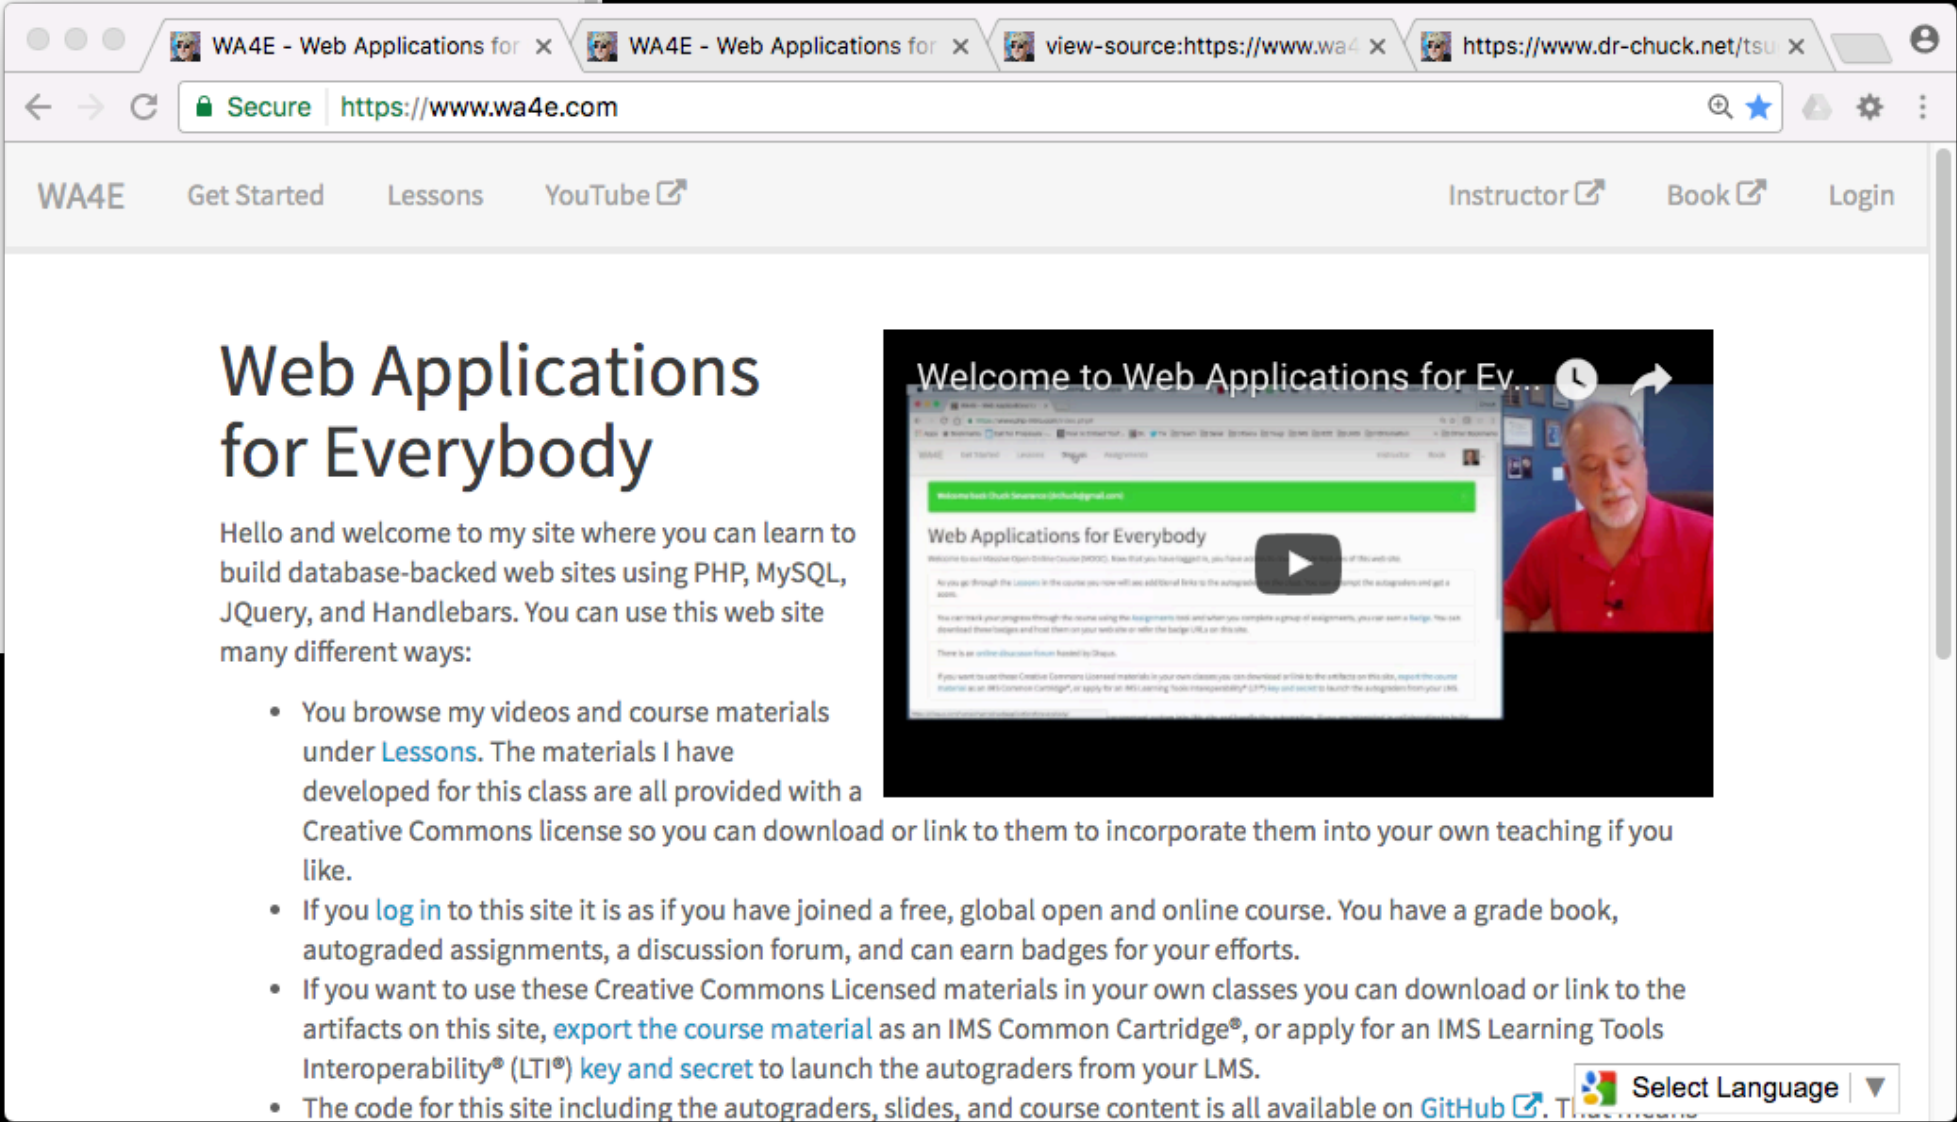 WA4E - Web Applications for
WA4E - Web Applications for
view-source:https://www.wa4
https://www.dr-chuck.net/tsu
Secure https://www.wa4e.com
WA4E Get Started Lessons YouTube Instructor Book Login
Web Applications
for Everybody
Hello and welcome to my site where you can learn to
build database-backed web sites using PHP, MySQL,
JQuery, and Handlebars. You can use this web site
many different ways:
Welcome to Web Applications for Ev...
Welcome back Chuck Severance (drchuck@gmail.com)
Web Applications for Everybody
• You browse my videos and course materials
under Lessons. The materials I have
developed for this class are all provided with a
Creative Commons license so you can download or link to them to incorporate them into your own teaching if you
like.
• If you log in to this site it is as if you have joined a free, global open and online course. You have a grade book,
autograded assignments, a discussion forum, and can earn badges for your efforts.
• If you want to use these Creative Commons Licensed materials in your own classes you can download or link to the
artifacts on this site, export the course material as an IMS Common Cartridge®, or apply for an IMS Learning Tools
Interoperability® (LTI®) key and secret to launch the autograders from your LMS.
• The code for this site including the autograders, slides, and course content is all available on GitHub. That means
Select Language ▼